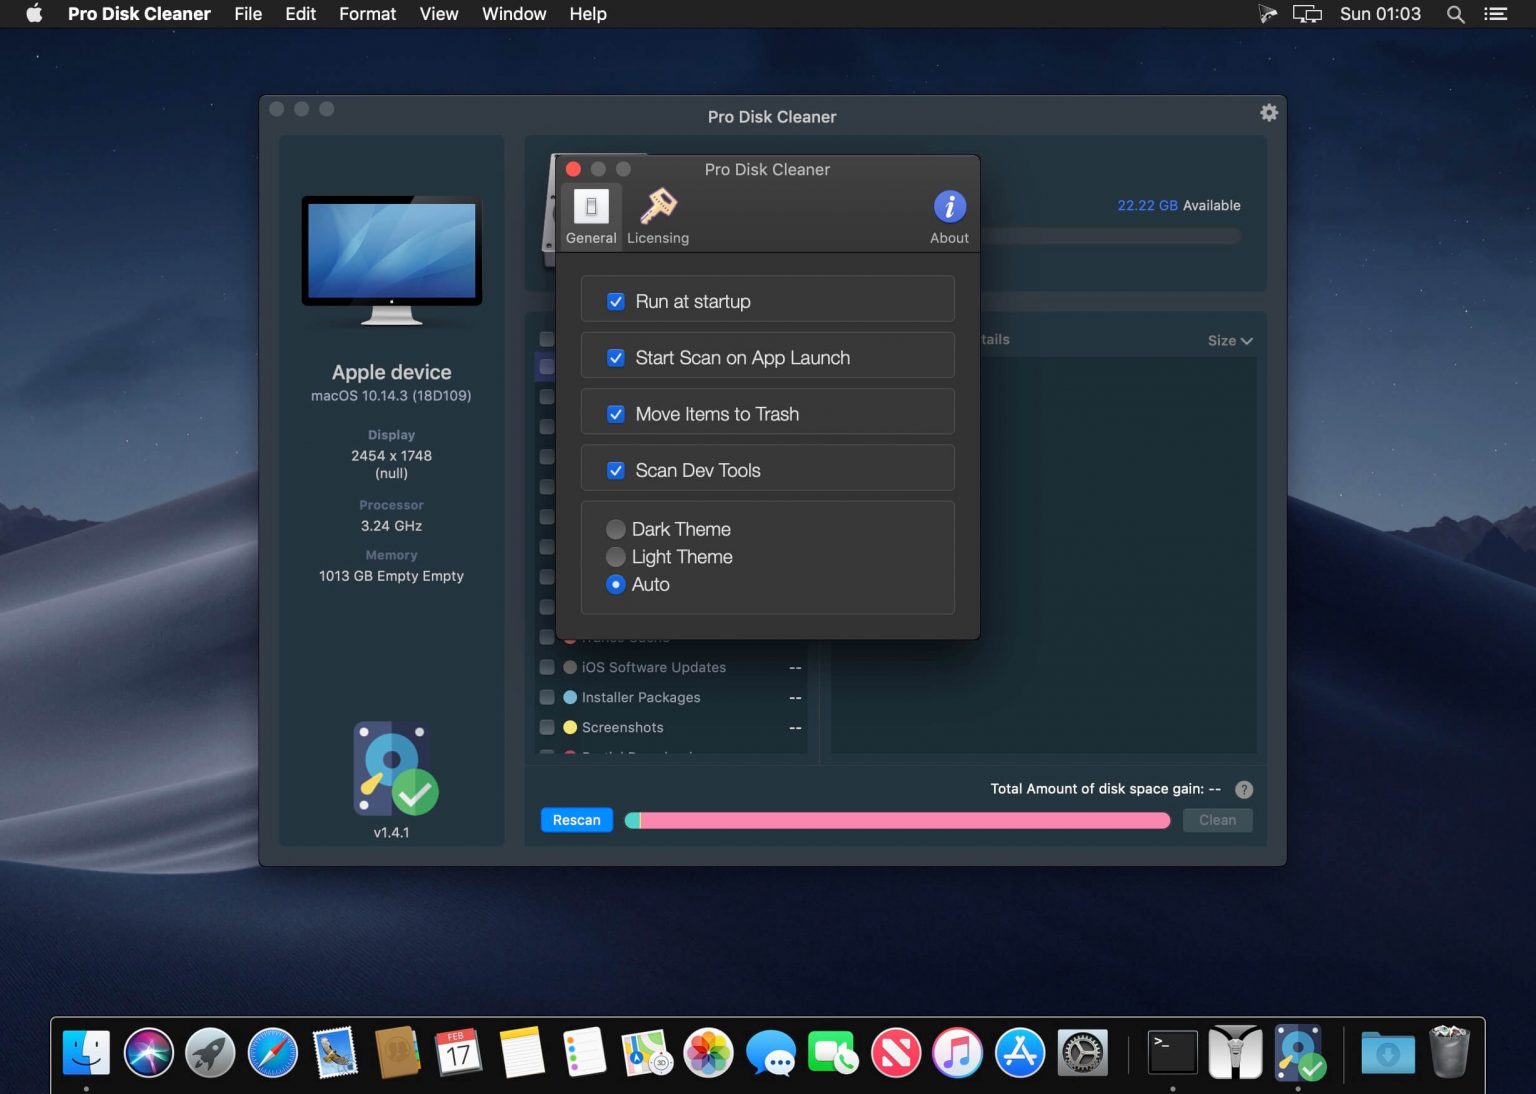 Pro Disk Cleaner File Edit Format View Window Help Sun 01:03
Pro Disk Cleaner
Apple device
macOS 10.14.3 (18D109)
Display
2454 x 1748
(null)
Processor
3.24 GHz
Memory
1013 GB Empty Empty
v1.4.1
22.22 GB Available
Pro Disk Cleaner
General Licensing About
Run at startup
Start Scan on App Launch
Move Items to Trash
Scan Dev Tools
Dark Theme
Light Theme
Auto
tails Size
iOS Software Updates --
Installer Packages --
Screenshots --
Total Amount of disk space gain: -- ?
Rescan Clean
FEB
17
3D
>_